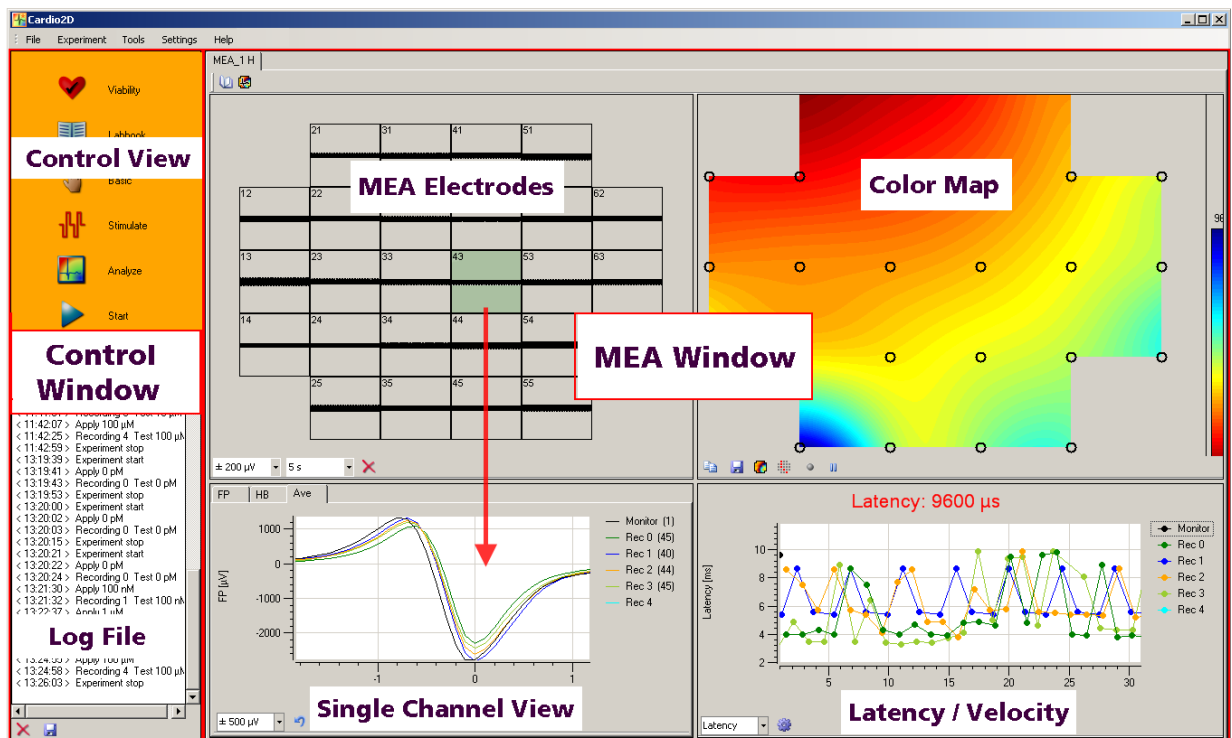 Cardio2D
File Experiment Tools Settings Help
Viability
Labbook
Control View
Basic
Stimulate
Analyze
Start
Control
Window
< 11:42:07 > Apply 100 µM
< 11:42:25 > Recording 4 Test 100 µM
< 11:42:59 > Experiment stop
< 13:19:39 > Experiment start
< 13:19:41 > Apply 0 pM
< 13:19:43 > Recording 0 Test 0 pM
< 13:19:53 > Experiment stop
< 13:20:00 > Experiment start
< 13:20:02 > Apply 0 pM
< 13:20:03 > Recording 0 Test 0 pM
< 13:20:15 > Experiment stop
< 13:20:21 > Experiment start
< 13:20:22 > Apply 0 pM
< 13:20:24 > Recording 0 Test 0 pM
< 13:21:30 > Apply 100 nM
< 13:21:32 > Recording 1 Test 100 nM
Log File
< 13:24:58 > Recording 4 Test 100 µM
< 13:26:03 > Experiment stop
MEA_1 H
21 31 41 51
MEA Electrodes
12 22 62
13 23 33 43 53 63
14 24 34 44 54
25 35 45 55
± 200 µV 5 s
MEA Window
Color Map
96
FP HB Ave
FP [µV]
1000
0
-1000
-2000
-1 0 1
Monitor (1)
Rec 0 (45)
Rec 1 (40)
Rec 2 (44)
Rec 3 (45)
Rec 4
± 500 µV
Single Channel View
Latency: 9600 µs
Latency [ms]
10
8
6
4
2
5 10 15 20 25 30
Monitor
Rec 0
Rec 1
Rec 2
Rec 3
Rec 4
Latency
Latency / Velocity